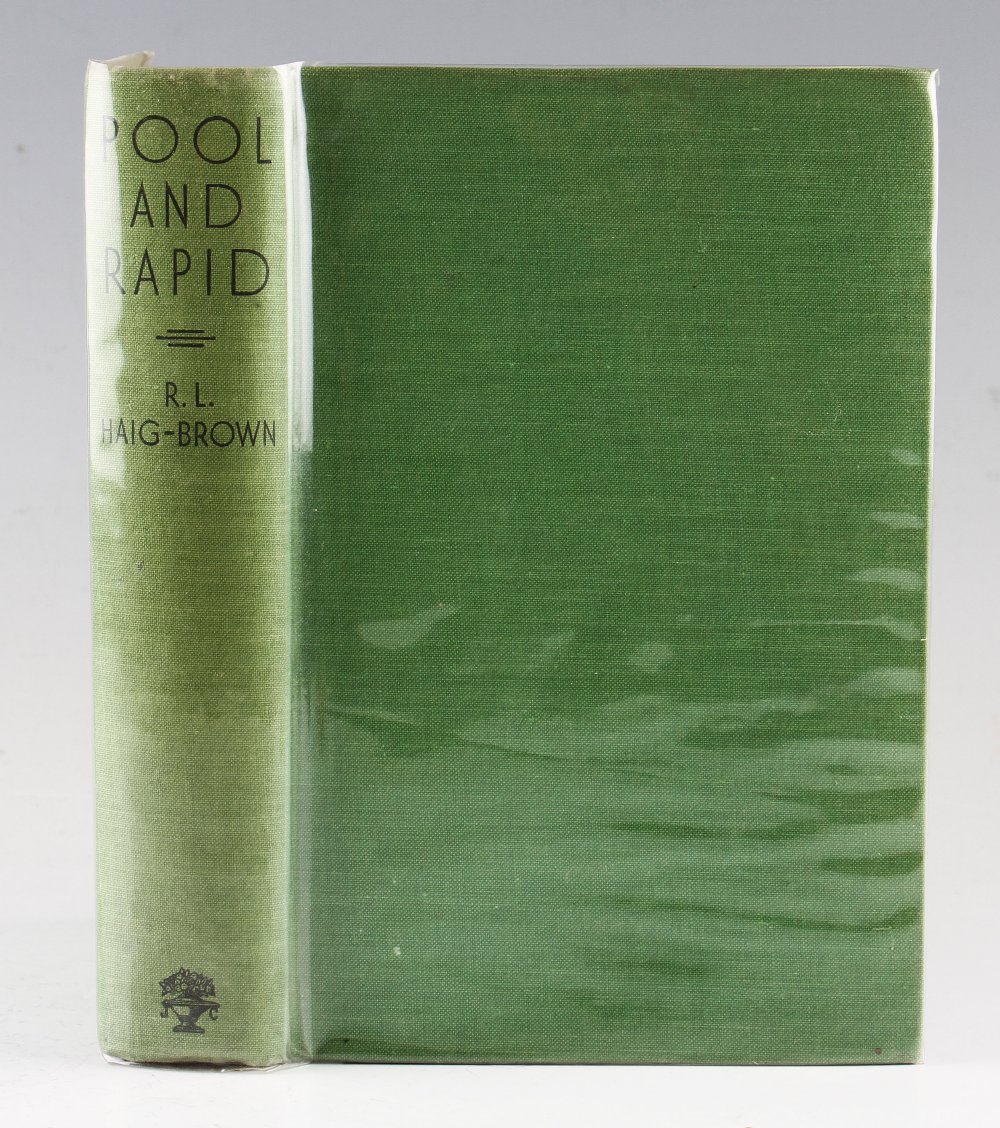 POOL
AND
RAPID
R. L.
HAIG-BROWN
J C